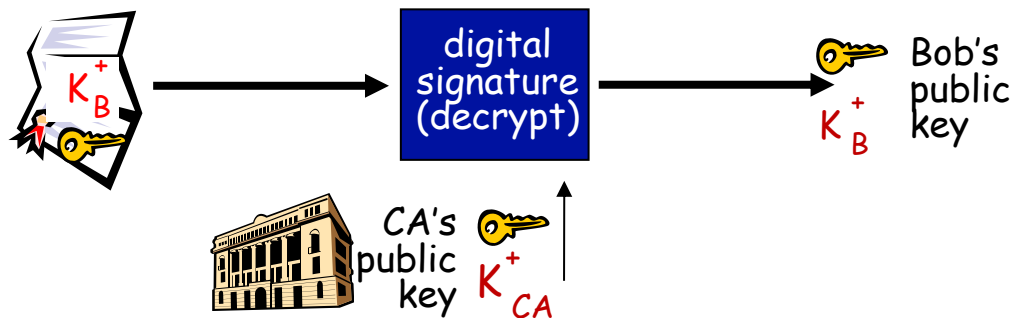 K+B
digital
signature
(decrypt)
Bob's
public
key
K+B
CA's
public
key
K+CA